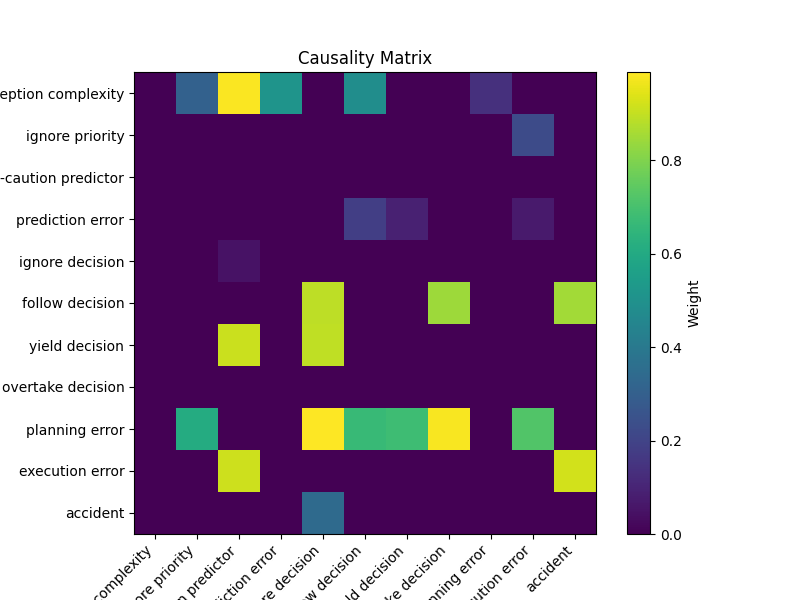 Causality Matrix
eption complexity
ignore priority
-caution predictor
prediction error
ignore decision
follow decision
yield decision
overtake decision
planning error
execution error
accident
complexity
ore priority
n predictor
diction error
re decision
w decision
ld decision
ke decision
nning error
ution error
accident
0.8
0.6
0.4
0.2
0.0
Weight